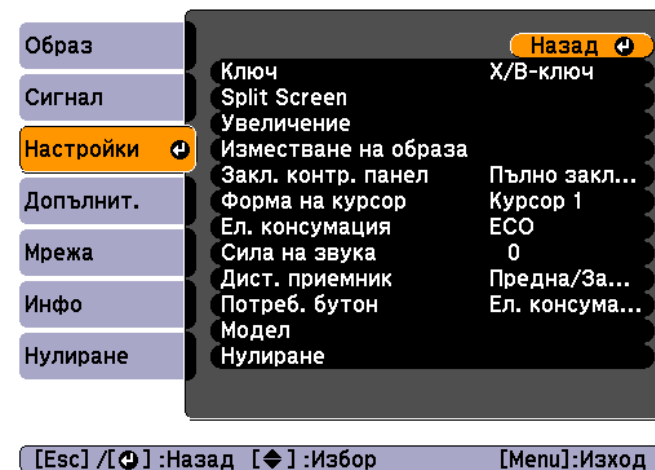 Образ
Сигнал
Настройки
Допълнит.
Мрежа
Инфо
Нулиране
Назад
Ключ Х/В-ключ
Split Screen
Увеличение
Изместване на образа
Закл. контр. панел Пълно закл...
Форма на курсор Курсор 1
Ел. консумация ECO
Сила на звука 0
Дист. приемник Предна/За...
Потреб. бутон Ел. консума...
Модел
Нулиране
[Esc] /[ ] :Назад [ ] :Избор [Menu]:Изход